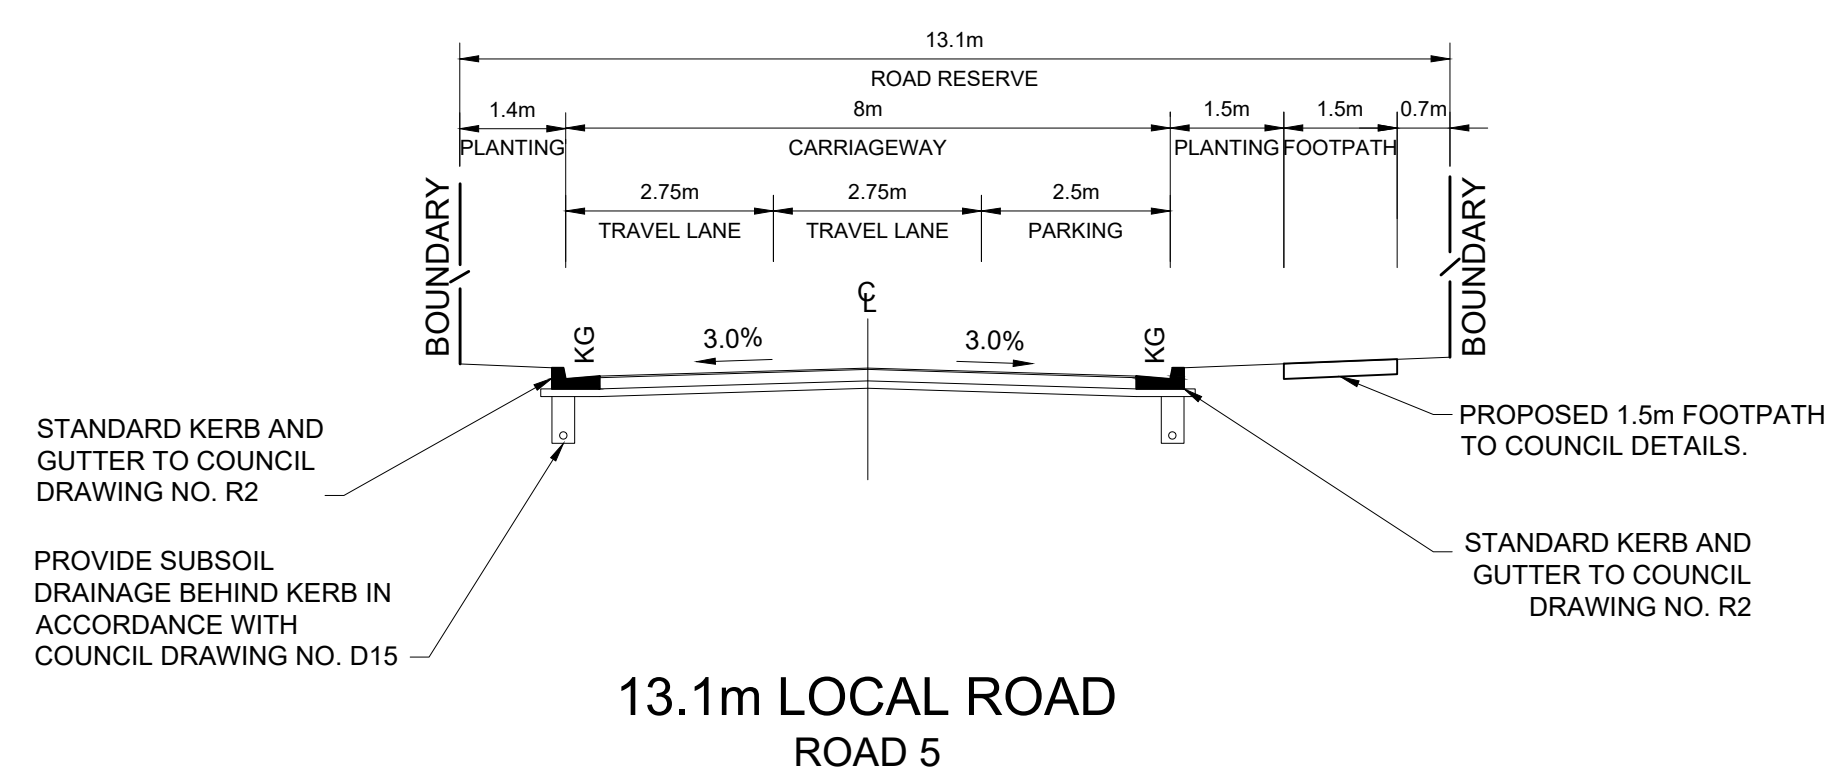 13.1m
ROAD RESERVE
1.4m 8m 1.5m 1.5m 0.7m
PLANTING CARRIAGEWAY PLANTING FOOTPATH
2.75m 2.75m 2.5m
TRAVEL LANE TRAVEL LANE PARKING
BOUNDARY
BOUNDARY
℄
KG
3.0%
3.0%
KG
STANDARD KERB AND
GUTTER TO COUNCIL
DRAWING NO. R2
PROVIDE SUBSOIL
DRAINAGE BEHIND KERB IN
ACCORDANCE WITH
COUNCIL DRAWING NO. D15
PROPOSED 1.5m FOOTPATH
TO COUNCIL DETAILS.
STANDARD KERB AND
GUTTER TO COUNCIL
DRAWING NO. R2
13.1m LOCAL ROAD
ROAD 5